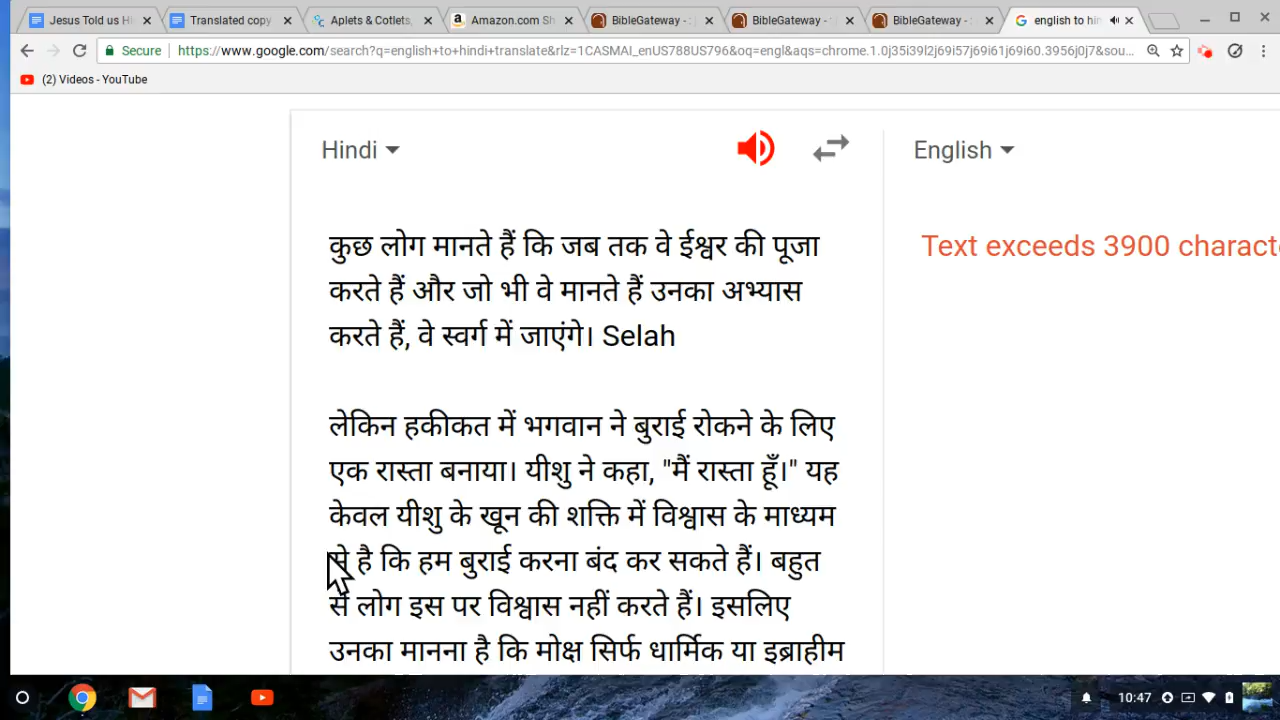 Jesus Told us Hi
Translated copy
Aplets & Cotlets,
Amazon.com Sh
BibleGateway -
BibleGateway -
BibleGateway -
english to hin
Secure
https://www.google.com/search?q=english+to+hindi+translate&rlz=1CASMAI_enUS788US796&oq=engl&aqs=chrome.1.0j35i39l2j69i57j69i61j69i60.3956j0j7&sou...
(2) Videos - YouTube
Hindi
English
कुछ लोग मानते हैं कि जब तक वे ईश्वर की पूजा
Text exceeds 3900 characte
करते हैं और जो भी वे मानते हैं उनका अभ्यास
करते हैं, वे स्वर्ग में जाएंगे। Selah
लेकिन हकीकत में भगवान ने बुराई रोकने के लिए
एक रास्ता बनाया। यीशु ने कहा, "मैं रास्ता हूँ।" यह
केवल यीशु के खून की शक्ति में विश्वास के माध्यम
से है कि हम बुराई करना बंद कर सकते हैं। बहुत
से लोग इस पर विश्वास नहीं करते हैं। इसलिए
उनका मानना है कि मोक्ष सिर्फ धार्मिक या इब्राहीम
10:47